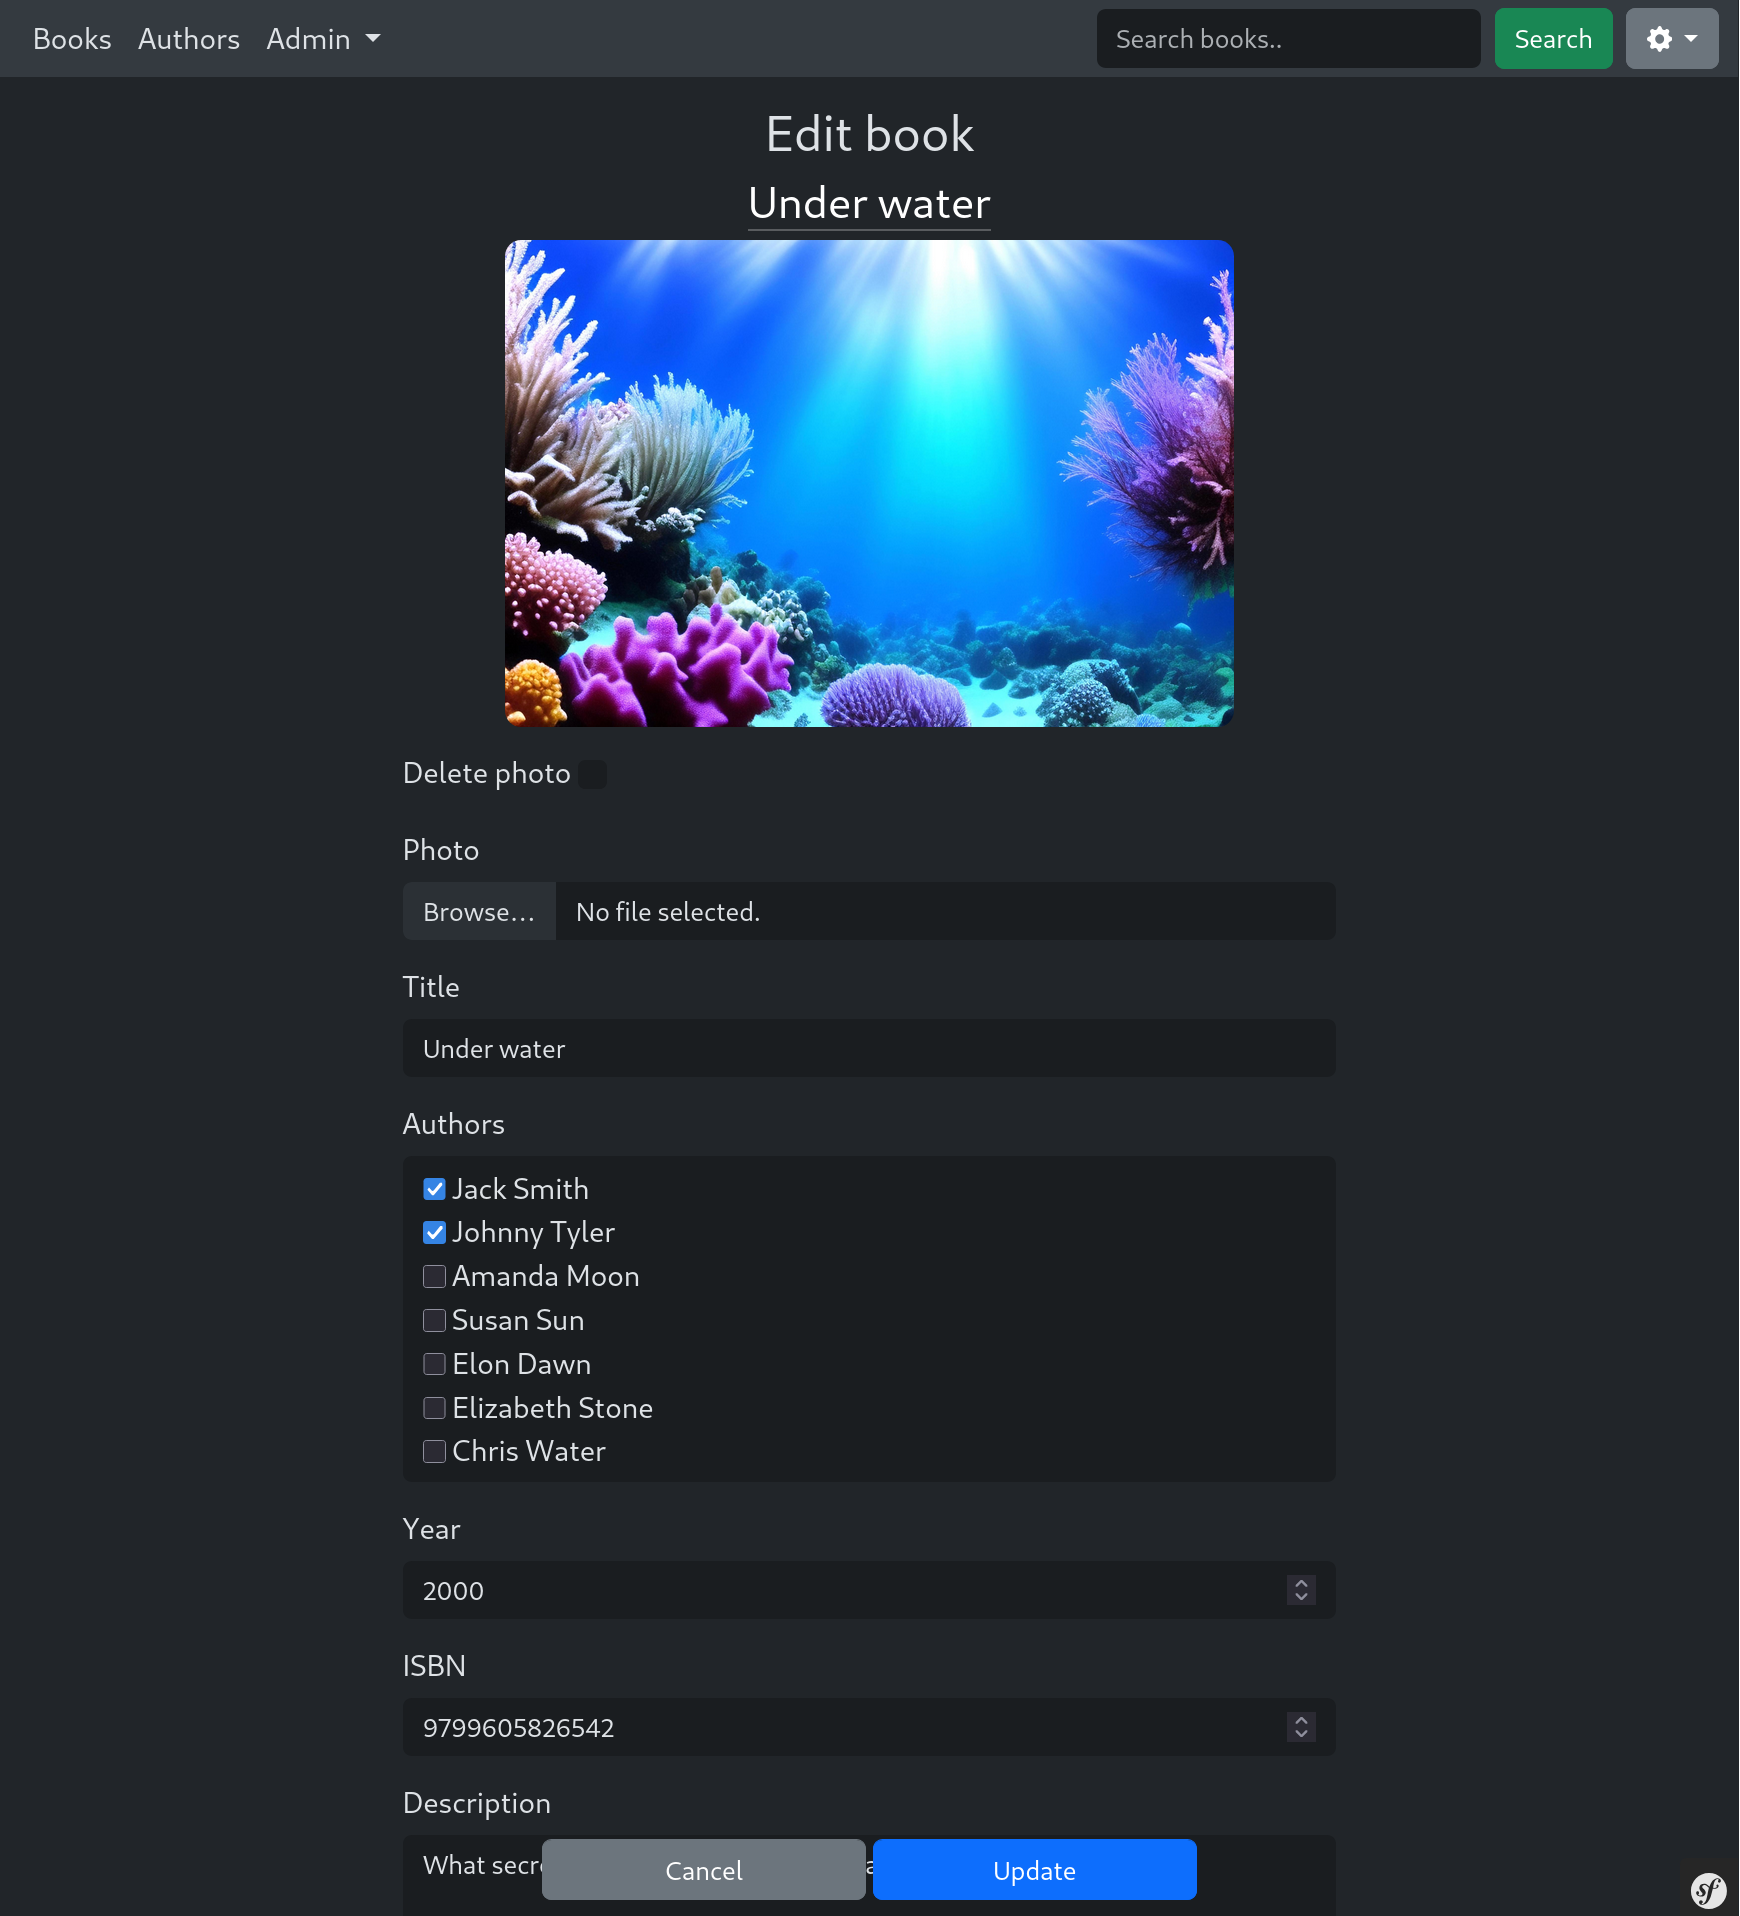 Books Authors Admin Search books.. Search
Edit book
Under water
Delete photo
Photo
Browse... No file selected.
Title
Under water
Authors
Jack Smith
Johnny Tyler
Amanda Moon
Susan Sun
Elon Dawn
Elizabeth Stone
Chris Water
Year
2000
ISBN
9799605826542
Description
What
Cancel Update
sf